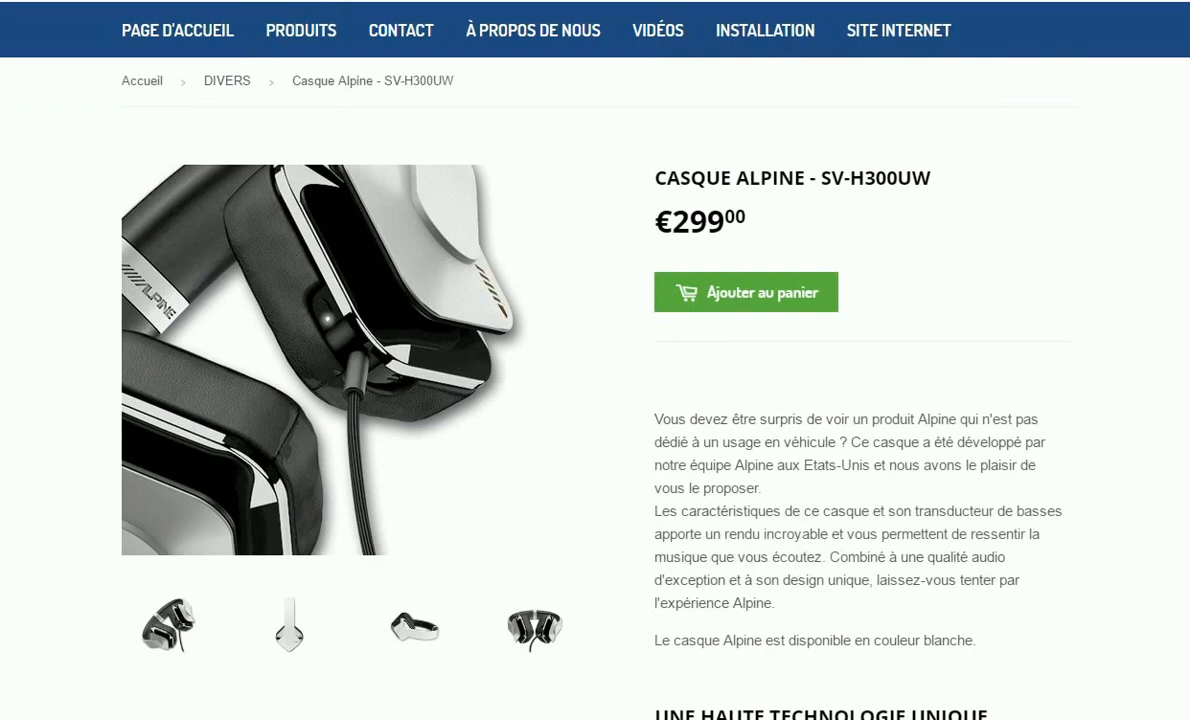 PAGE D'ACCUEIL PRODUITS CONTACT À PROPOS DE NOUS VIDÉOS INSTALLATION SITE INTERNET
Accueil › DIVERS › Casque Alpine - SV-H300UW
ALPINE
CASQUE ALPINE - SV-H300UW
€299⁰⁰
Ajouter au panier
Vous devez être surpris de voir un produit Alpine qui n'est pas
dédié à un usage en véhicule ? Ce casque a été développé par
notre équipe Alpine aux Etats-Unis et nous avons le plaisir de
vous le proposer.
Les caractéristiques de ce casque et son transducteur de basses
apporte un rendu incroyable et vous permettent de ressentir la
musique que vous écoutez. Combiné à une qualité audio
d'exception et à son design unique, laissez-vous tenter par
l'expérience Alpine.
Le casque Alpine est disponible en couleur blanche.
UNE HAUTE TECHNOLOGIE UNIQUE